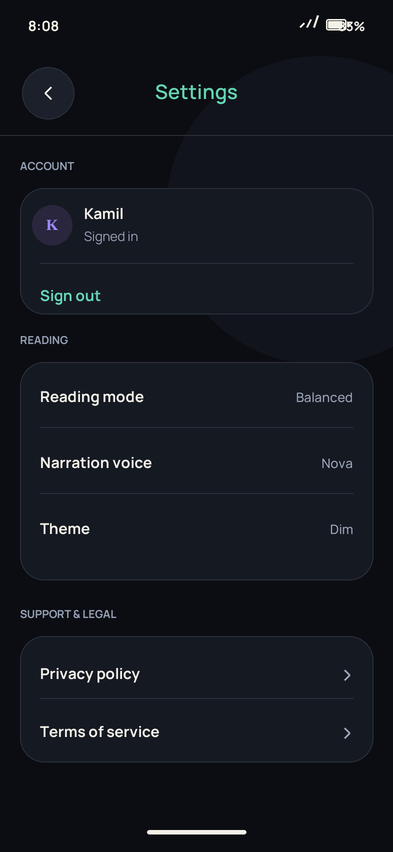 8:08
Settings
ACCOUNT
K
Kamil
Signed in
Sign out
READING
Reading mode
Balanced
Narration voice
Nova
Theme
Dim
SUPPORT & LEGAL
Privacy policy
Terms of service